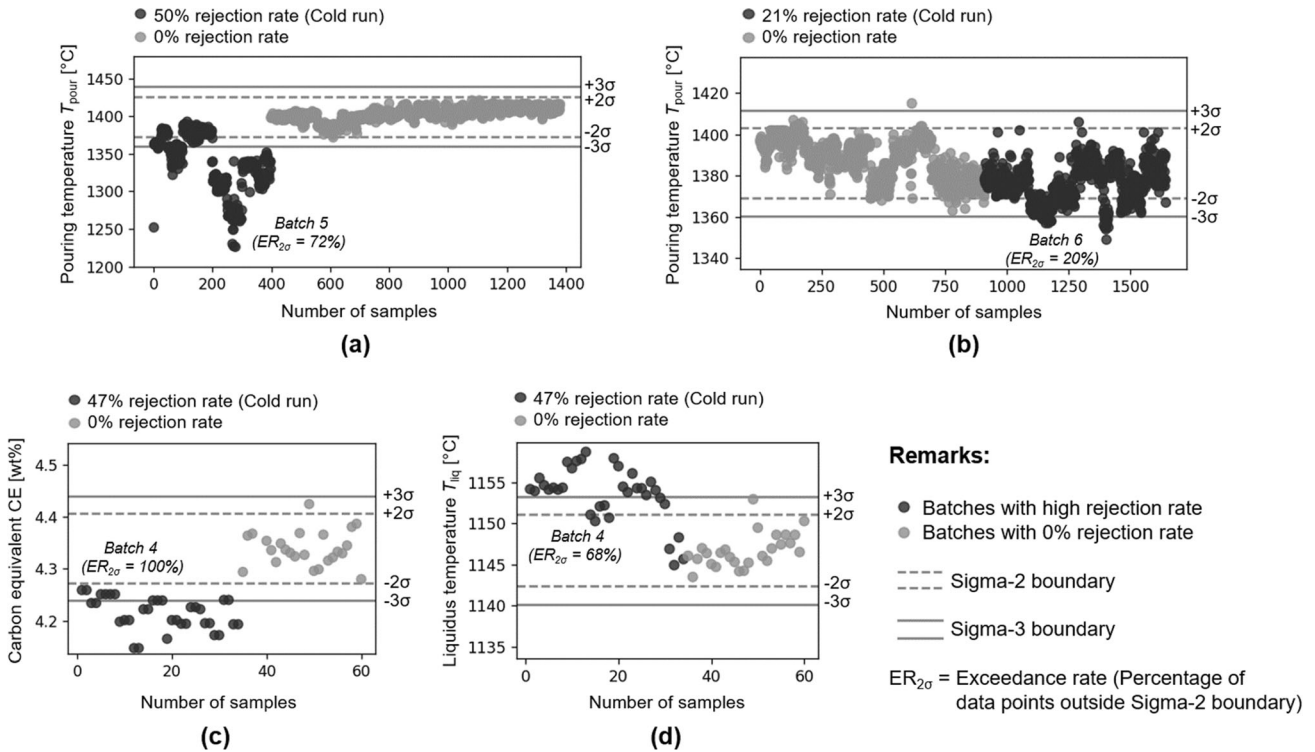 50% rejection rate (Cold run)
0% rejection rate
Pouring temperature Tpour [°C]
1450
1400
1350
1300
1250
1200
+3σ
+2σ
-2σ
-3σ
Batch 5
(ER2σ = 72%)
0 200 400 600 800 1000 1200 1400
Number of samples
(a)
21% rejection rate (Cold run)
0% rejection rate
Pouring temperature Tpour [°C]
1420
1400
1380
1360
1340
+3σ
+2σ
-2σ
-3σ
Batch 6
(ER2σ = 20%)
0 250 500 750 1000 1250 1500
Number of samples
(b)
47% rejection rate (Cold run)
0% rejection rate
Carbon equivalent CE [wt%]
4.5
4.4
4.3
4.2
+3σ
+2σ
-2σ
-3σ
Batch 4
(ER2σ = 100%)
0 20 40 60
Number of samples
(c)
47% rejection rate (Cold run)
0% rejection rate
Liquidus temperature Tliq [°C]
1155
1150
1145
1140
1135
+3σ
+2σ
-2σ
-3σ
Batch 4
(ER2σ = 68%)
0 20 40 60
Number of samples
(d)
Remarks:
Batches with high rejection rate
Batches with 0% rejection rate
Sigma-2 boundary
Sigma-3 boundary
ER2σ = Exceedance rate (Percentage of
data points outside Sigma-2 boundary)